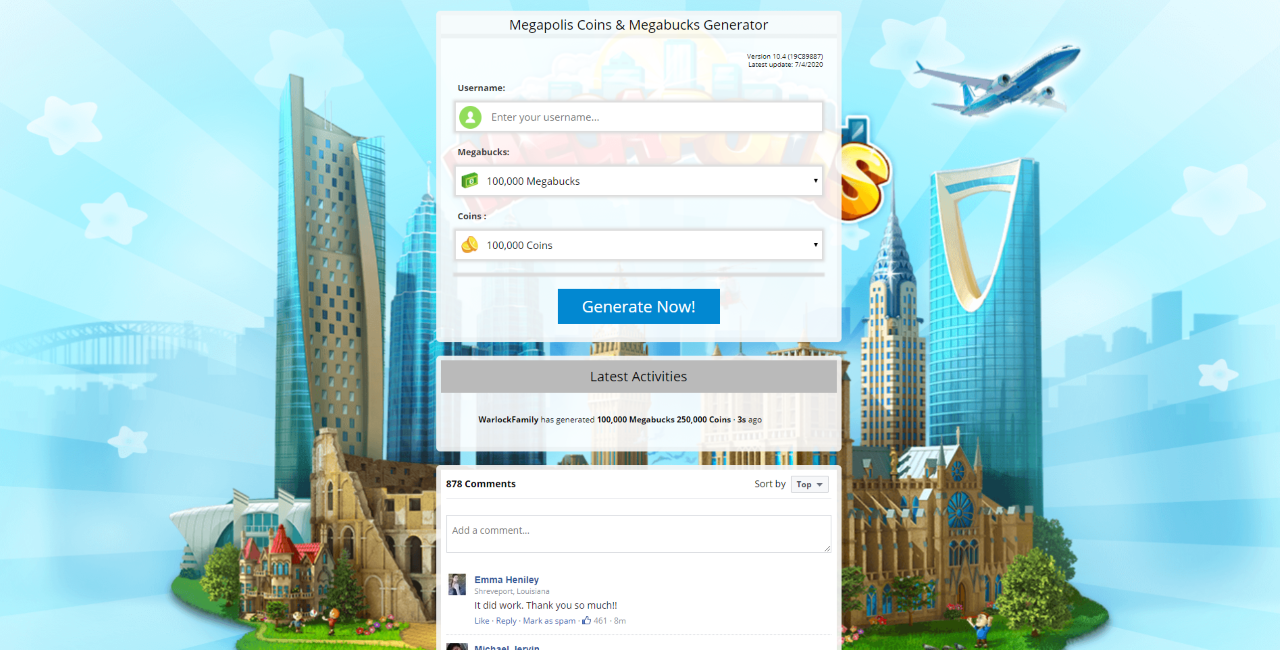 Megapolis Coins & Megabucks Generator
Version 10.4 (19C89887)
Latest update: 7/4/2020
Username:
Enter your username...
Megabucks:
100,000 Megabucks
Coins :
100,000 Coins
Generate Now!
Latest Activities
WarlockFamily has generated 100,000 Megabucks 250,000 Coins · 3s ago
878 Comments
Sort by Top
Add a comment...
Emma Heniley
Shreveport, Louisiana
It did work. Thank you so much!!
Like · Reply · Mark as spam · 461 · 8m